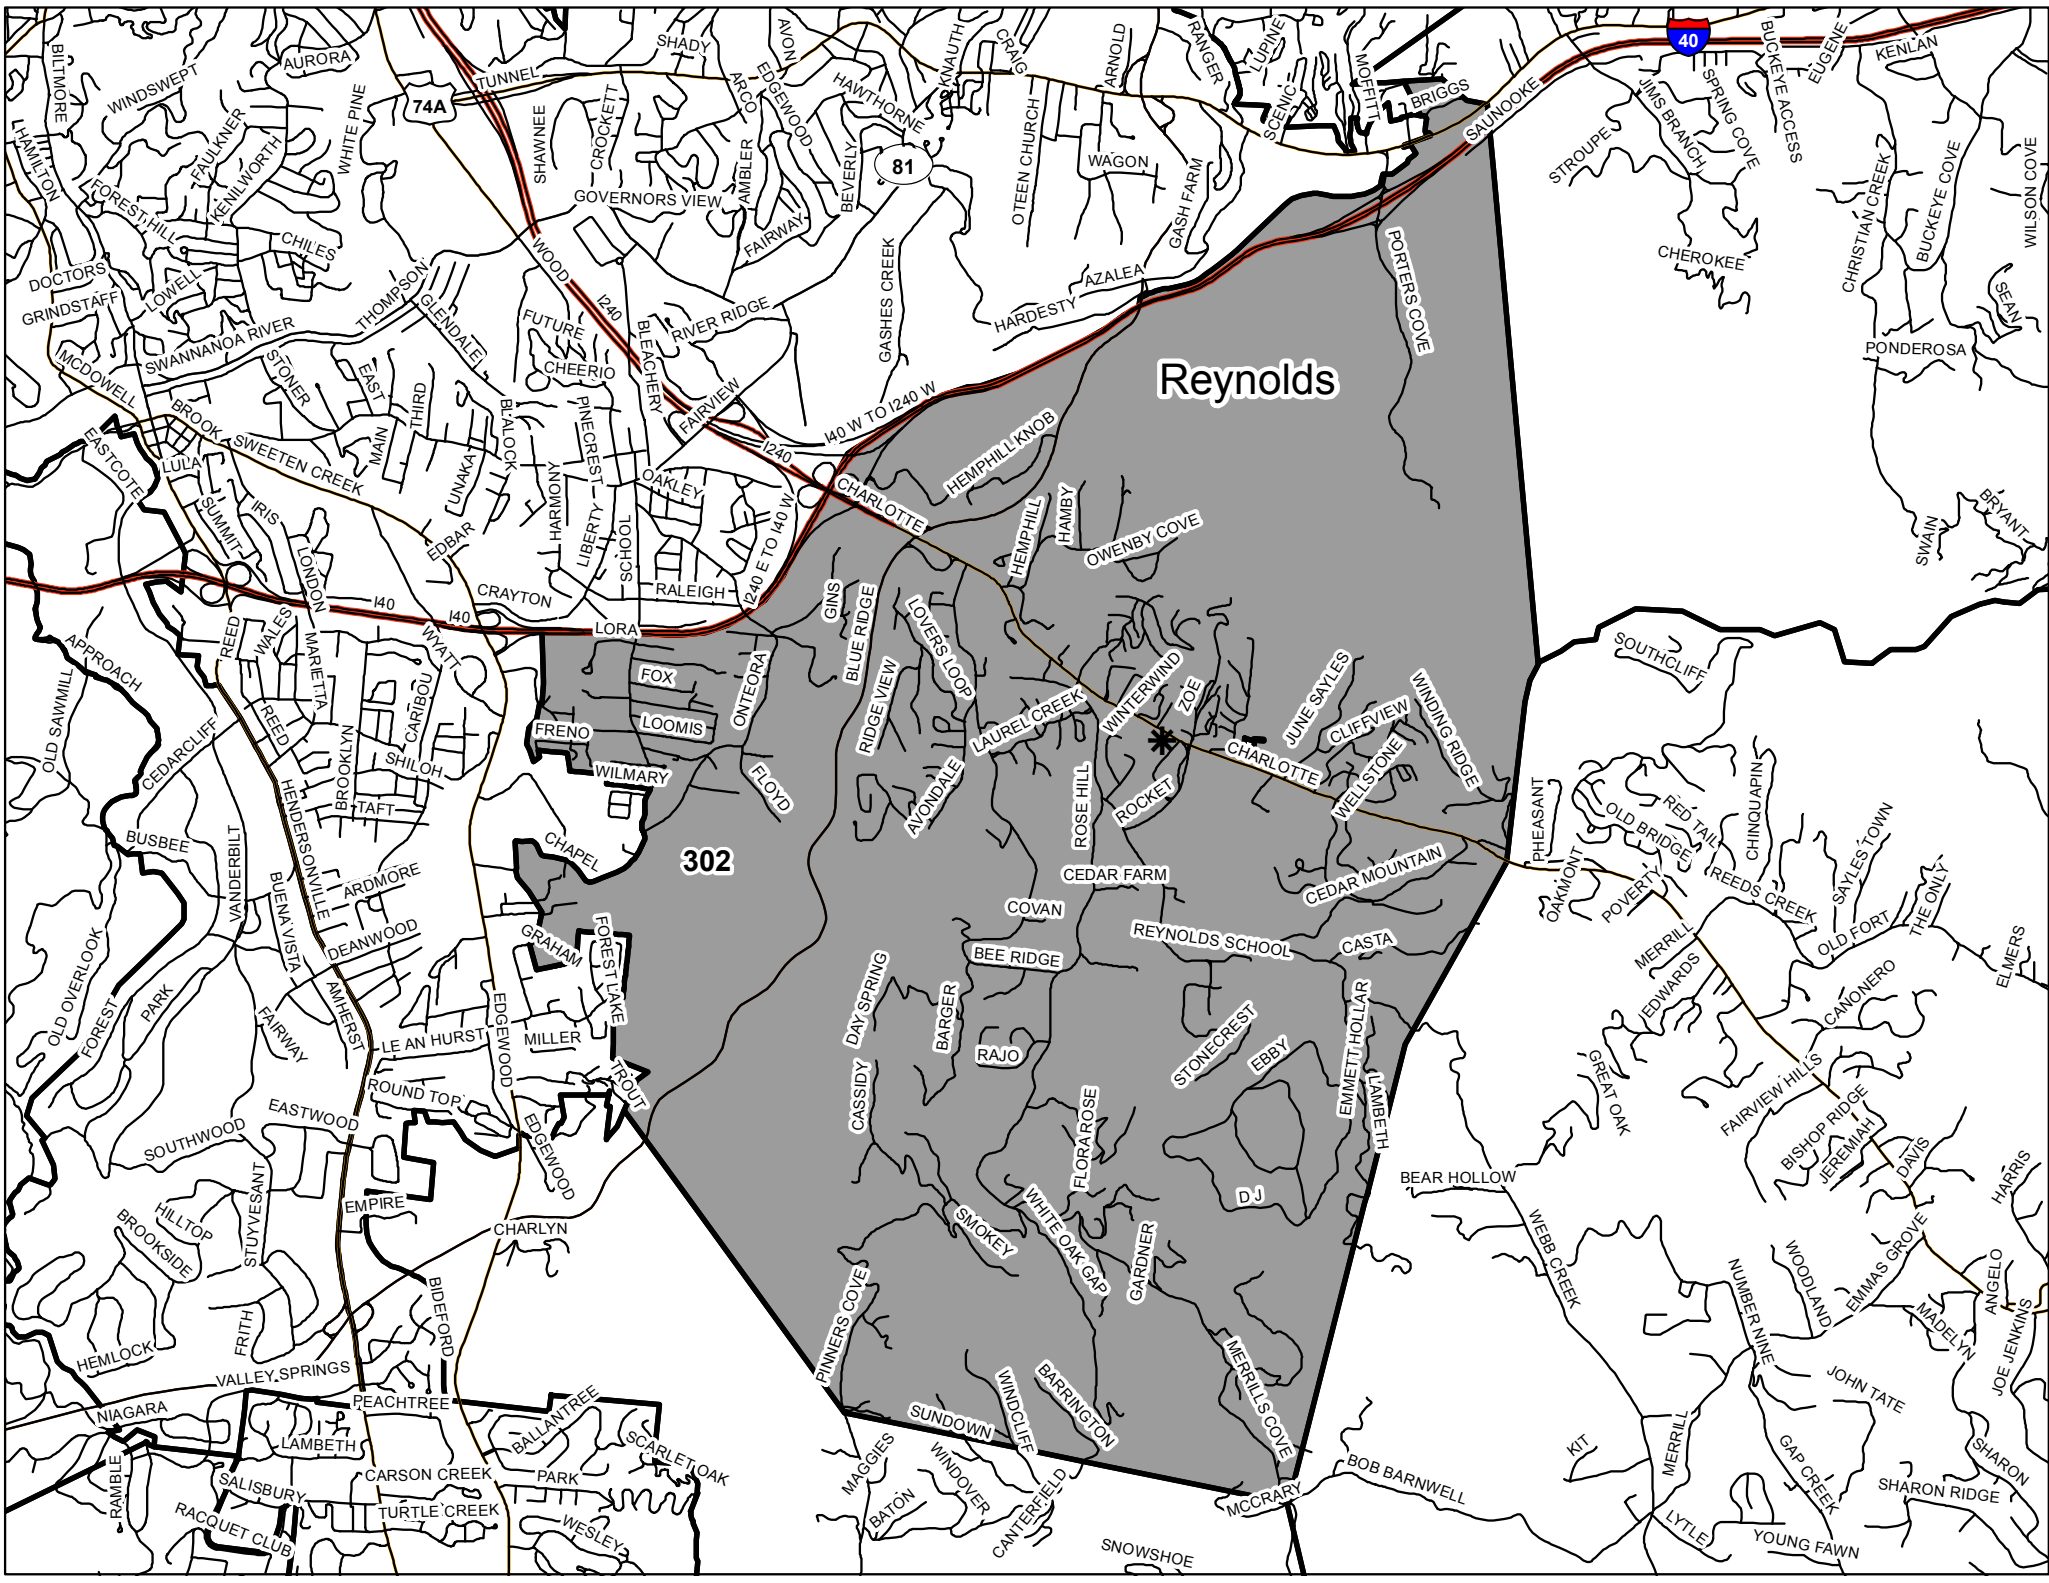 BILTMORE
WINDSWEPT
AURORA
TUNNEL
SHADY
AVON
EDGEWOOD
ARCO
HAWTHORNE
KNAUTH
CRAIG
ARNOLD
RANGER
LUPINE
SCENIC
MOFFITT
BRIGGS
SAUNOOKE
40
BUCKEYE ACCESS
EUGENE
KENLAN
74A
HAMILTON
FAULKNER
KENILWORTH
WHITE PINE
SHAWNEE
CROCKETT
AMBLER
BEVERLY
81
OTEEN CHURCH
WAGON
GASH FARM
STROUPE
JIMS BRANCH
SPRING COVE
CHRISTIAN CREEK
BUCKEYE COVE
WILSON COVE
FOREST HILL
CHILES
GOVERNORS VIEW
FAIRWAY
CHEROKEE
DOCTORS
LOWELL
GRINDSTAFF
THOMPSON
GLENDALE
WOOD
I240
FUTURE
RIVER RIDGE
GASHES CREEK
HARDESTY
AZALEA
PORTERS COVE
SEAN
PONDEROSA
SWANNANOA RIVER
MCDOWELL
STONER
EAST
THIRD
CHEERIO
BLEACHERY
FAIRVIEW
I40 W TO I240 W
Reynolds
EASTCOTE
BROOK
SWEETEN CREEK
MAIN
BLALOCK
PINECREST
I240
HEMPHILL KNOB
LULA
SUMMIT
IRIS
UNAKA
HARMONY
LIBERTY
OAKLEY
CHARLOTTE
HEMPHILL
HAMBY
OWENBY COVE
SWAIN
BRYANT
LONDON
EDBAR
SCHOOL
I240 E TO I40 W
CRAYTON
RALEIGH
I40
I40
LORA
GINS
BLUE RIDGE
LOVERS LOOP
APPROACH
REED
WALES
MARIETTA
WYATT
FOX
ONTEORA
RIDGE VIEW
LAUREL CREEK
WINTERWIND
ZOE
JUNE SAYLES
CLIFFVIEW
WINDING RIDGE
SOUTHCLIFF
OLD SAWMILL
CEDARCLIFF
REED
CARIBOU
BROOKLYN
SHILOH
FRENO
LOOMIS
WILMARY
FLOYD
AVONDALE
ROSE HILL
ROCKET
CHARLOTTE
WELLSTONE
PHEASANT
RED TAIL
OLD BRIDGE
CHINQUAPIN
SAYLES TOWN
TAFT
HENDERSONVILLE
BUSBEE
VANDERBILT
BUENA VISTA
ARDMORE
CHAPEL
302
CEDAR FARM
CEDAR MOUNTAIN
OAKMONT
POVERTY
REEDS CREEK
OLD FORT
THE ONLY
DEANWOOD
GRAHAM
FOREST LAKE
COVAN
BEE RIDGE
REYNOLDS SCHOOL
CASTA
MERRILL
EDWARDS
CANONERO
ELMERS
OLD OVERLOOK
FOREST
PARK
FAIRWAY
AMHERST
LE AN HURST
EDGEWOOD
MILLER
DAY SPRING
BARGER
RAJO
STONECREST
EBBY
EMMETT HOLLAR
LAMBETH
GREAT OAK
FAIRVIEW HILLS
BISHOP RIDGE
JEREMIAH
DAVIS
HARRIS
ROUND TOP
TROUT
CASSIDY
FLORA ROSE
SOUTHWOOD
EASTWOOD
EDGEWOOD
STUYVESANT
EMPIRE
CHARLYN
SMOKEY
WHITE OAK GAP
GARDNER
D J
BEAR HOLLOW
WEBB CREEK
HILLTOP
BROOKSIDE
BIDEFORD
PINNERS COVE
NUMBER NINE
WOODLAND
EMMAS GROVE
ANGELO
MADELYN
JOE JENKINS
FRITH
HEMLOCK
VALLEY SPRINGS
PEACHTREE
NIAGARA
BALLANTREE
SCARLET OAK
SUNDOWN
WINDCLIFF
BARRINGTON
MERRILLS COVE
JOHN TATE
LAMBETH
RAMBLE
SALISBURY
CARSON CREEK
PARK
TURTLE CREEK
RACQUET CLUB
WESLEY
MAGGIES
BATON
WINDOVER
CANTERFIELD
SNOWSHOE
MCCRARY
BOB BARNWELL
KIT
MERRILL
GAP CREEK
SHARON
SHARON RIDGE
LYTLE
YOUNG FAWN